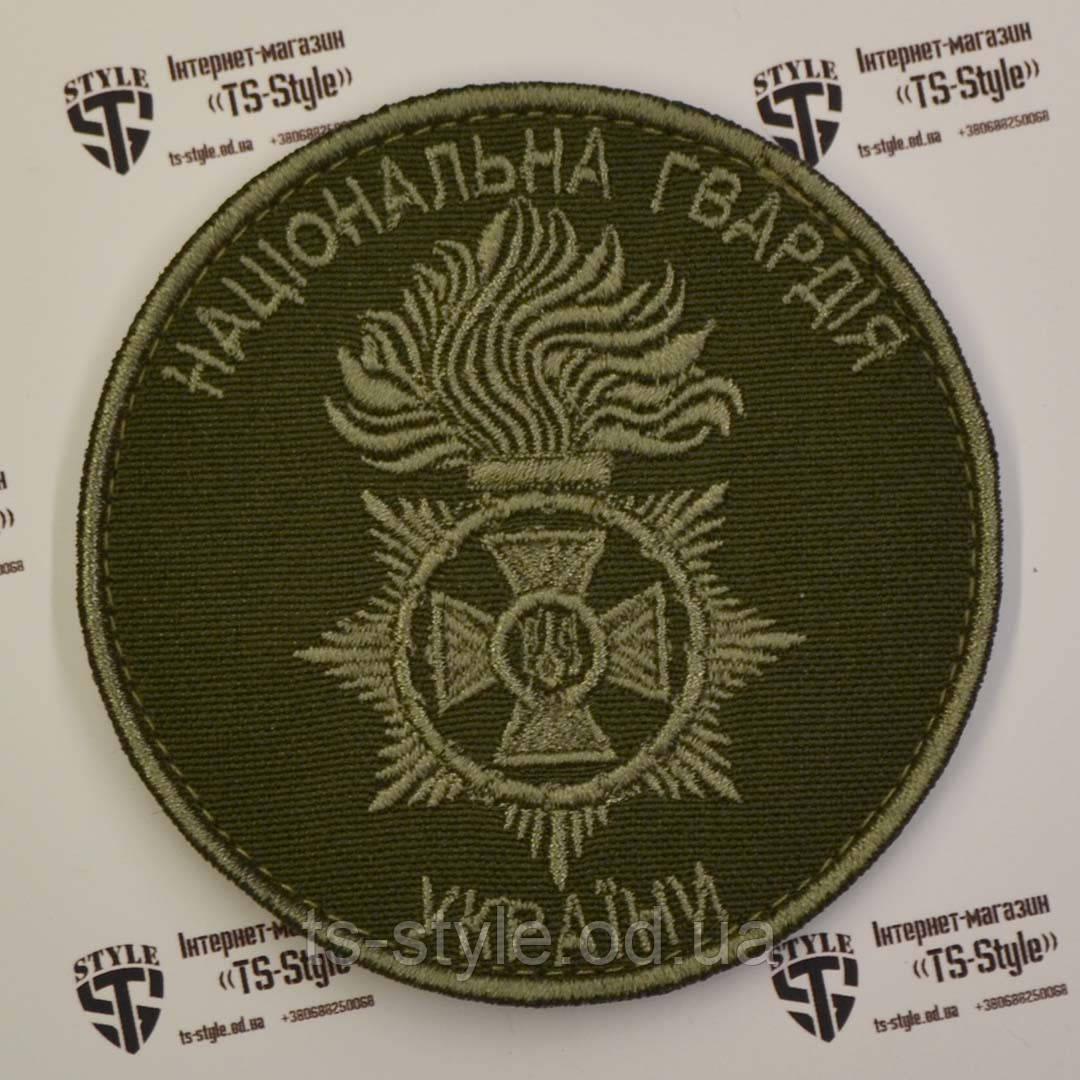 STYLE
Інтернет-магазин
«TS-Style»
ts-style.od.ua +380688250068
STYLE
Інтернет-магазин
«TS-Style»
ts-style.od.ua +380688250068
НАЦІОНАЛЬНА ГВАРДІЯ
УКРАЇНИ
ts-style.od.ua
STYLE
Інтернет-магазин
«TS-Style»
ts-style.od.ua +380688250068
STYLE
Інтернет-магазин
«TS-Style»
ts-style.od.ua +380688250068